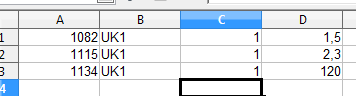 A B C D
1 1082 UK1 1 1,5
2 1115 UK1 1 2,3
3 1134 UK1 1 120
4